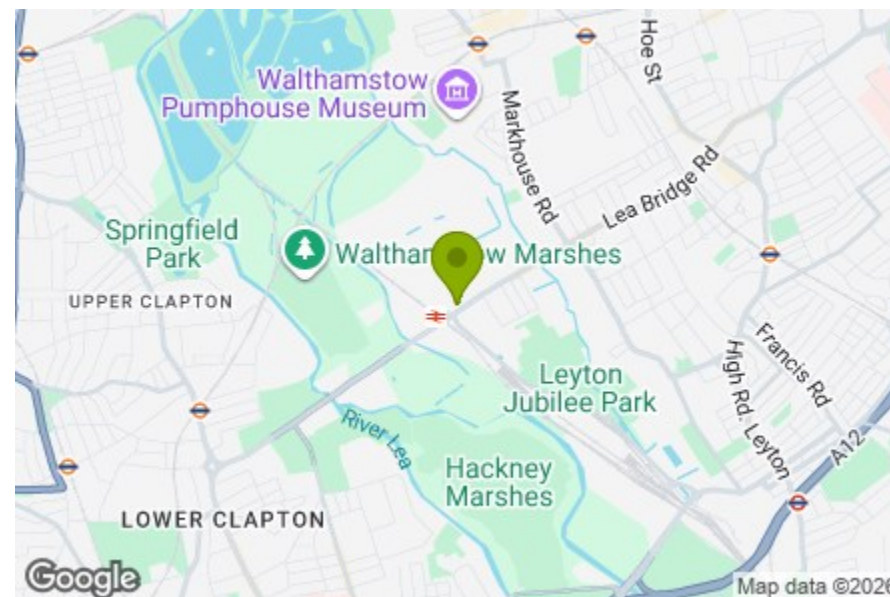 Hoe St
Walthamstow
Pumphouse Museum
Markhouse Rd
Lea Bridge Rd
Springfield
Park
Walthamstow Marshes
UPPER CLAPTON
Francis Rd
High Rd. Leyton
Leyton
Jubilee Park
River Lea
A12
Hackney
Marshes
LOWER CLAPTON
Google
Map data ©2026